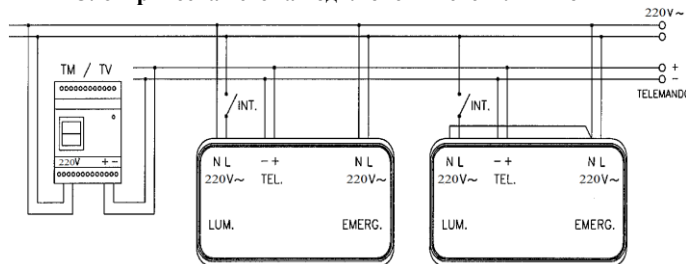 220V~
+
−
TELEMANDO
TM / TV
220V + −
INT.
INT.
N L − + N L
220V~ TEL. 220V~
LUM. EMERG.
N L − + N L
220V~ TEL. 220V~
LUM. EMERG.